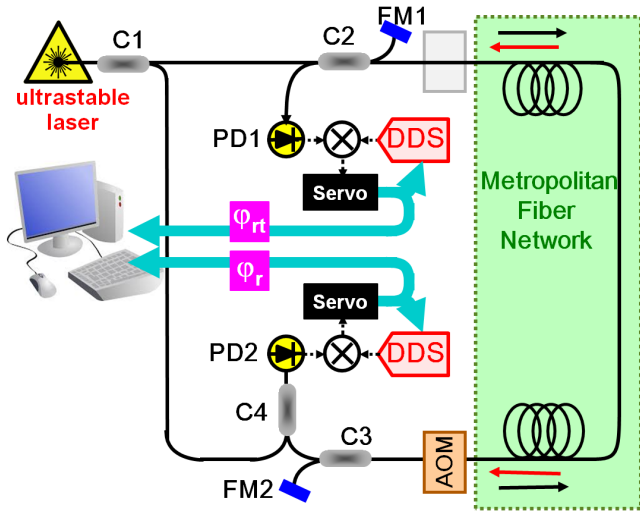 C1
C2
FM1
ultrastable
laser
PD1
DDS
Servo
Metropolitan
Fiber
Network
φrt
φr
Servo
PD2
DDS
C4
C3
AOM
FM2